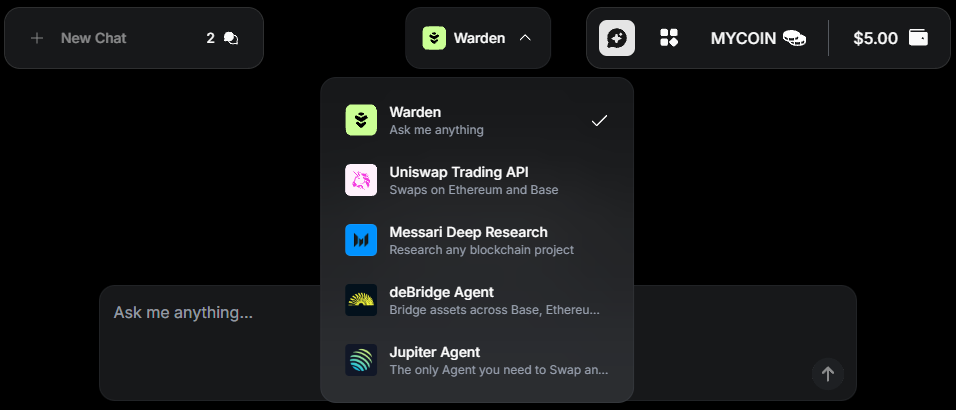 New Chat
2
Warden
MYCOIN
$5.00
Warden
Ask me anything
Uniswap Trading API
Swaps on Ethereum and Base
Messari Deep Research
Research any blockchain project
deBridge Agent
Bridge assets across Base, Ethereu...
Jupiter Agent
The only Agent you need to Swap an...
Ask me anything...